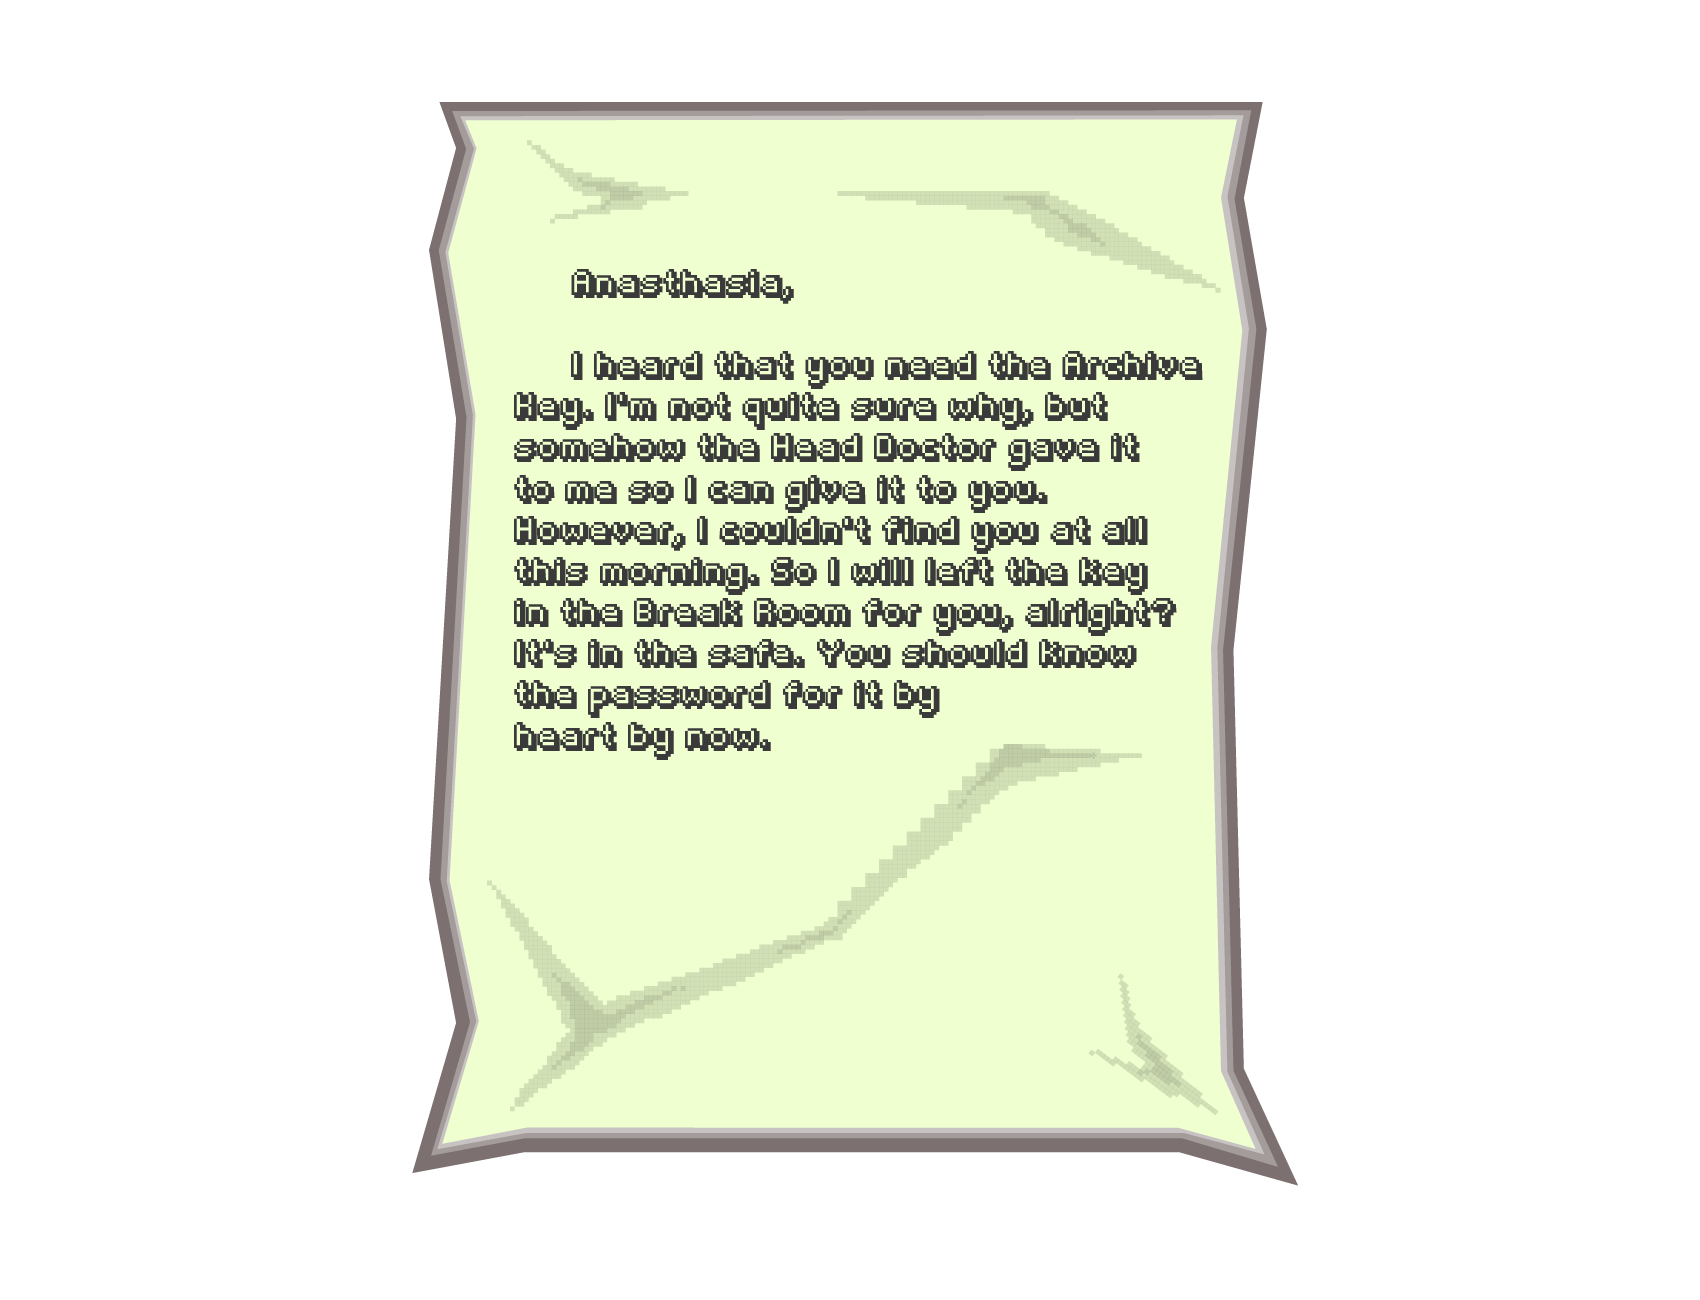 Anasthasia,
I heard that you need the Archive
Key. I'm not quite sure why, but
somehow the Head Doctor gave it
to me so I can give it to you.
However, I couldn't find you at all
this morning. So I will left the key
in the Break Room for you, alright?
It's in the safe. You should know
the password for it by
heart by now.